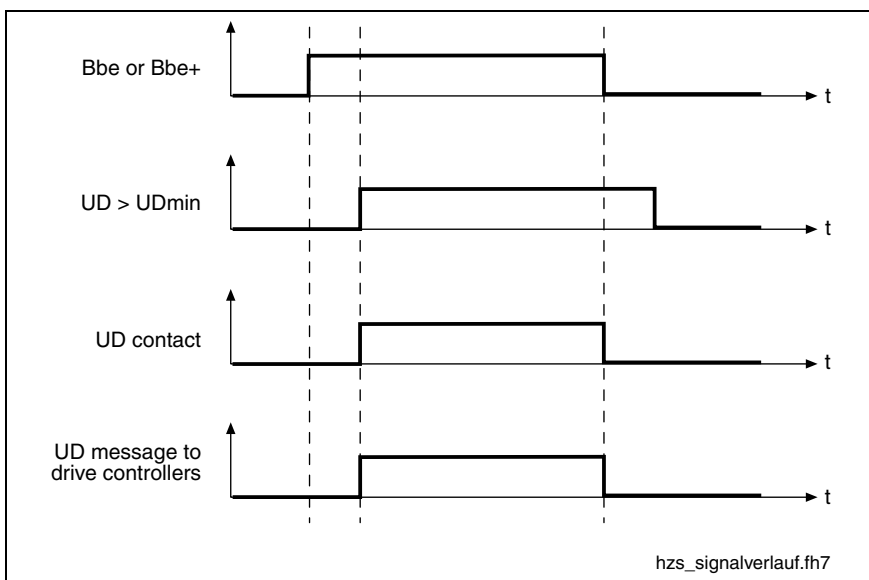 Bbe or Bbe+
t
UD > UDmin
t
UD contact
t
UD message to
drive controllers
t
hzs_signalverlauf.fh7